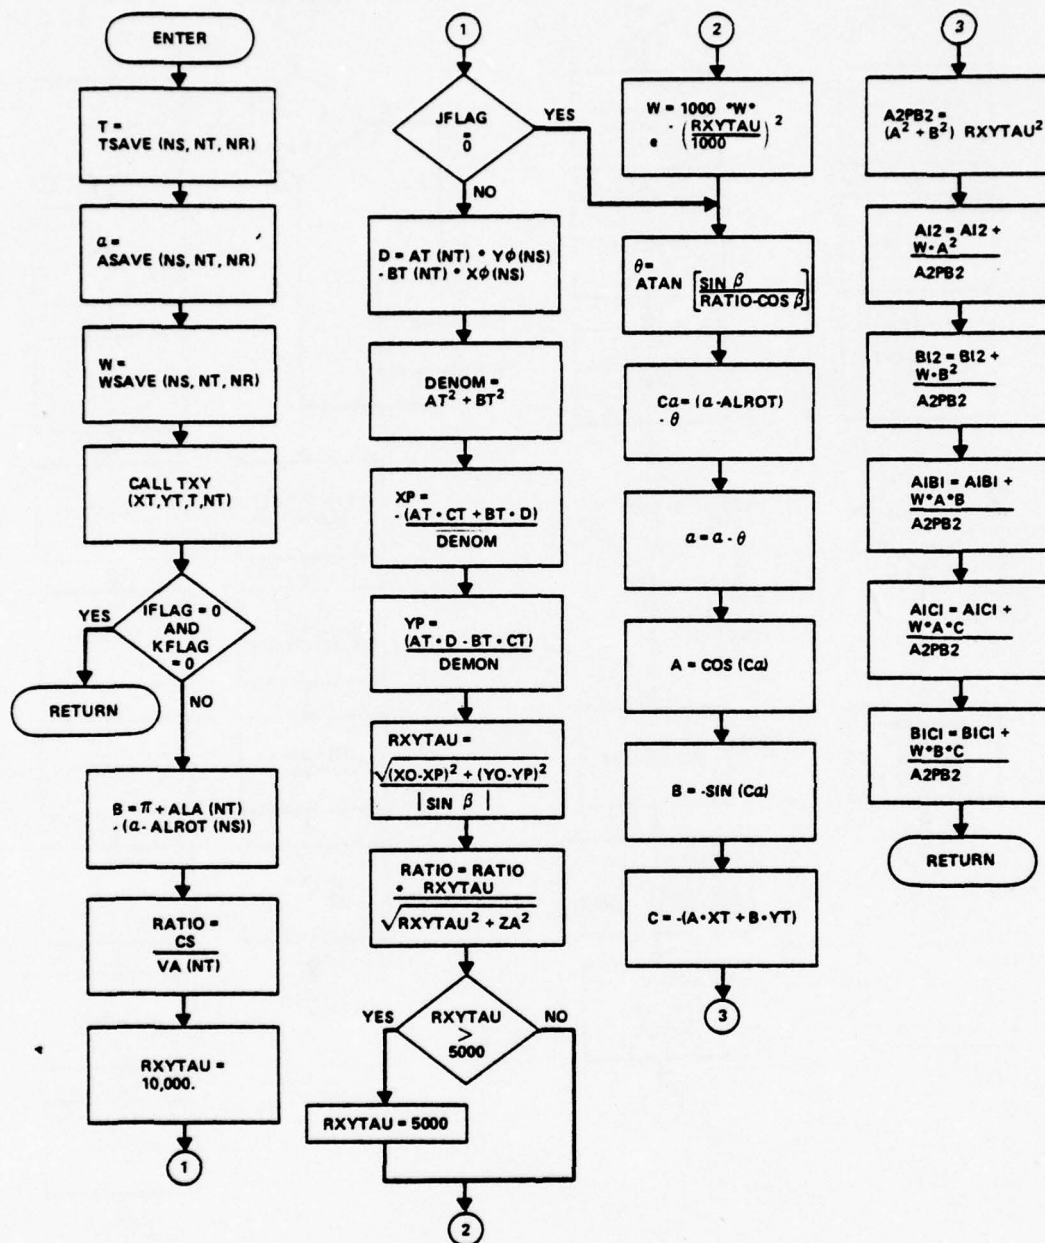 ENTER
T =
TSAVE (NS, NT, NR)
α =
ASAVE (NS, NT, NR)
W =
WSAVE (NS, NT, NR)
CALL TXY
(XT,YT,T,NT)
IFLAG = 0
AND
KFLAG
= 0
YES
RETURN
NO
B = π + ALA (NT)
- (α- ALROT (NS))
RATIO =
CS
VA (NT)
RXYTAU =
10,000.
1
1
JFLAG
=
0
YES
NO
D = AT (NT) * Yϕ(NS)
- BT (NT) * Xϕ(NS)
DENOM =
AT² + BT²
XP =
- (AT · CT + BT · D)
DENOM
YP =
(AT · D - BT · CT)
DEMON
RXYTAU =
√(XO-XP)² + (YO-YP)²
| SIN β |
RATIO = RATIO
* RXYTAU
√RXYTAU² + ZA²
RXYTAU
>
5000
YES
NO
RXYTAU = 5000
2
2
W = 1000 *W*
e - (RXYTAU
1000)²
θ=
ATAN [SIN β
RATIO-COS β]
Cα= (α-ALROT)
- θ
α = α - θ
A = COS (Cα)
B = -SIN (Cα)
C = -(A·XT + B·YT)
3
3
A2PB2 =
(A² + B²) RXYTAU²
AI2 = AI2 +
W·A²
A2PB2
BI2 = BI2 +
W·B²
A2PB2
AIBI = AIBI +
W*A*B
A2PB2
AICI = AICI +
W*A*C
A2PB2
BICI = BICI +
W*B*C
A2PB2
RETURN